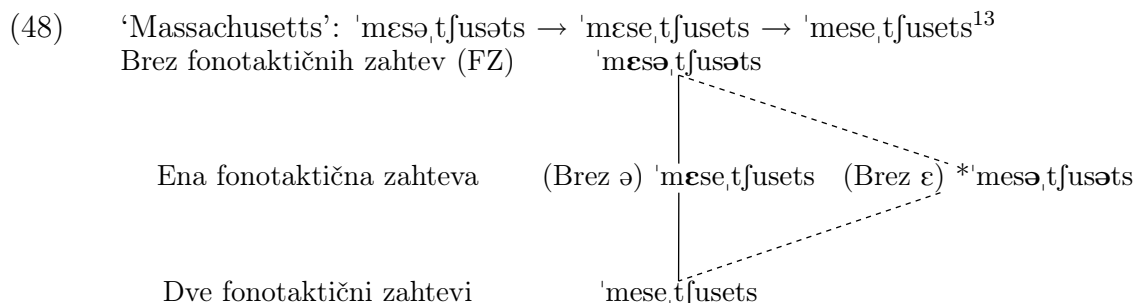 (48) ‘Massachusetts’: ˈmɛsəˌtʃusəts → ˈmɛseˌtʃusets → ˈmeseˌtʃusets¹³
Brez fonotaktičnih zahtev (FZ) ˈmɛsəˌtʃusəts
Ena fonotaktična zahteva (Brez ə) ˈmɛseˌtʃusets (Brez ɛ) *ˈmesəˌtʃusəts
Dve fonotaktični zahtevi ˈmeseˌtʃusets